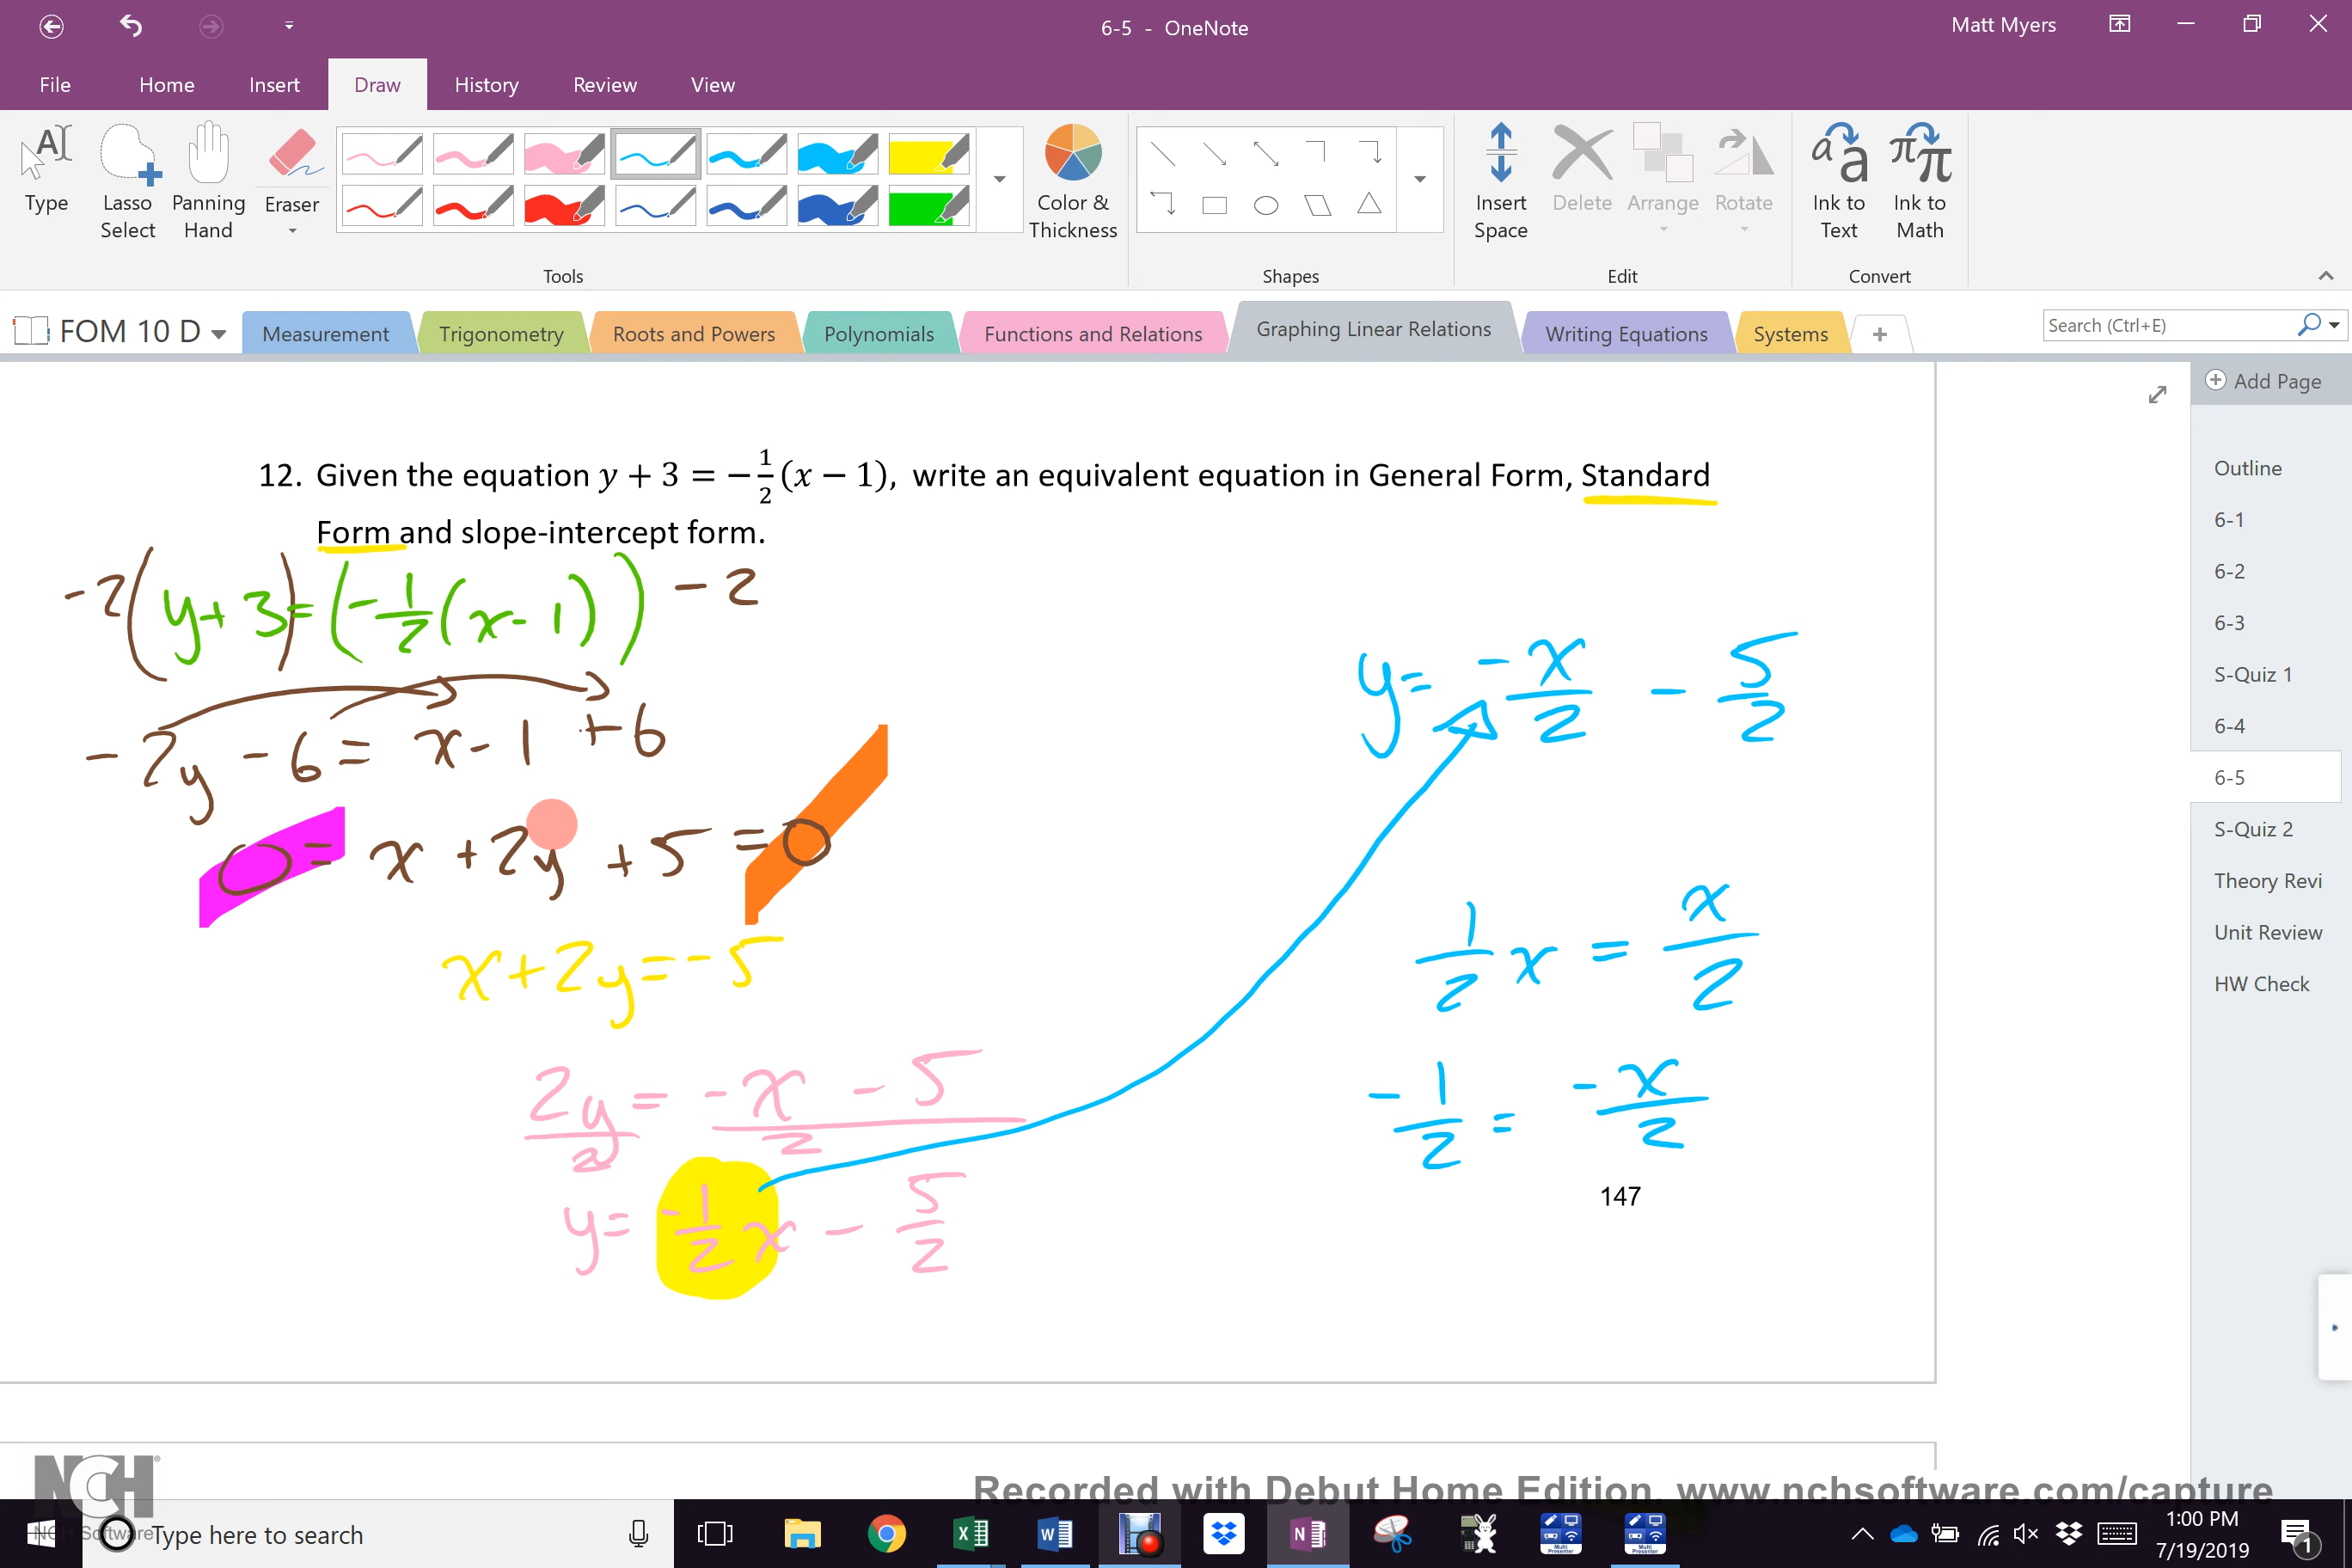 6-5 - OneNote
Matt Myers
File Home Insert Draw History Review View
Type
Lasso Select
Panning Hand
Eraser
Color & Thickness
Insert Space
Delete
Arrange
Rotate
Ink to Text
Ink to Math
Tools
Shapes
Edit
Convert
FOM 10 D
Measurement
Trigonometry
Roots and Powers
Polynomials
Functions and Relations
Graphing Linear Relations
Writing Equations
Systems
+
Search (Ctrl+E)
Add Page
Outline
6-1
6-2
6-3
S-Quiz 1
6-4
6-5
S-Quiz 2
Theory Revi
Unit Review
HW Check
12. Given the equation y + 3 = −1/2(x − 1), write an equivalent equation in General Form, Standard
Form and slope-intercept form.
-2(y+3)=(-1/2(x-1))-2
-2y-6=x-1+6
0=x+2y+5=0
x+2y=-5
2y/2=-x-5/2
y=-1/2x-5/2
y=-x/2-5/2
1/2x=x/2
-1/2=-x/2
147
NCH®
NCH Software
Recorded with Debut Home Edition. www.nchsoftware.com/capture
Type here to search
1:00 PM
7/19/2019
1